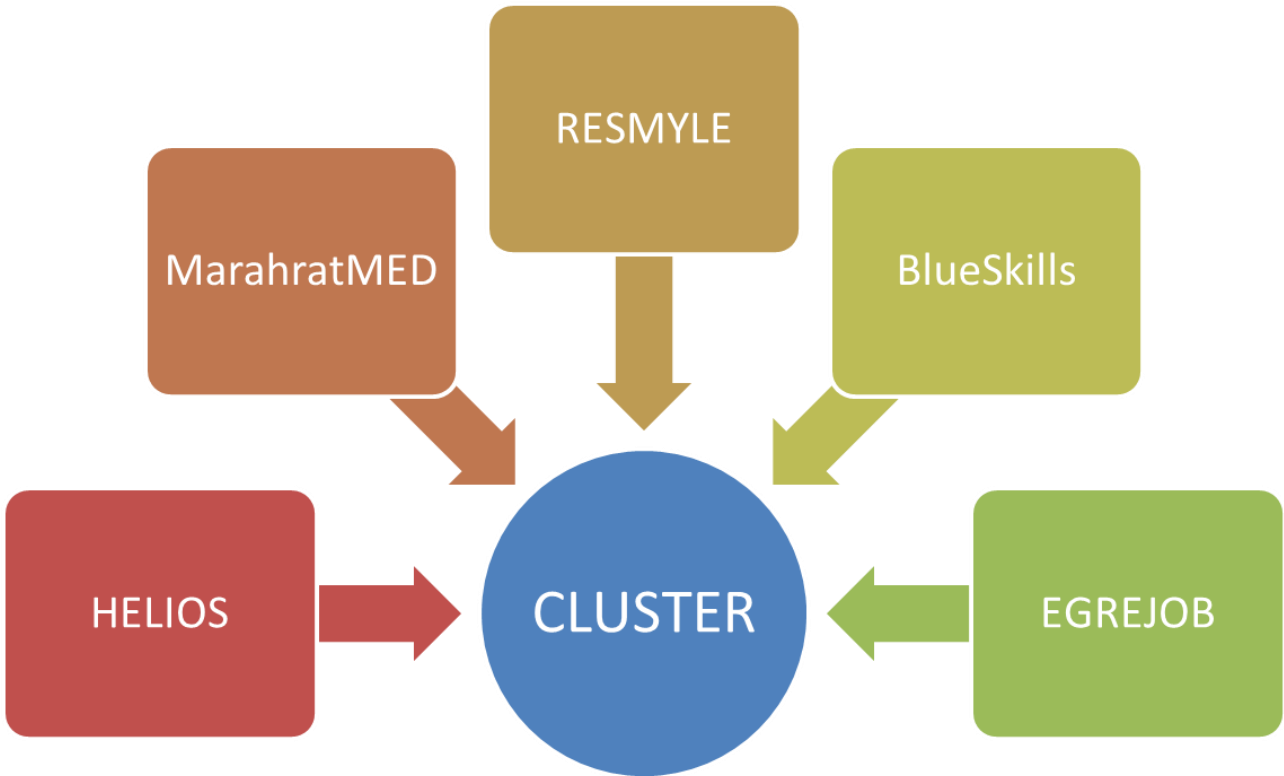 RESMYLE
MarahratMED
BlueSkills
HELIOS
CLUSTER
EGREJOB